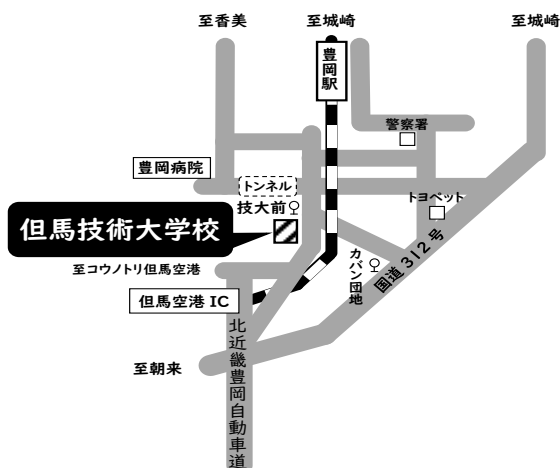 至香美
至城崎
至城崎
豊岡駅
警察署
豊岡病院
トンネル
技大前
トヨペット
但馬技術大学校
至コウノトリ但馬空港
カバン団地
国道312号
但馬空港IC
至朝来
北近畿豊岡自動車道